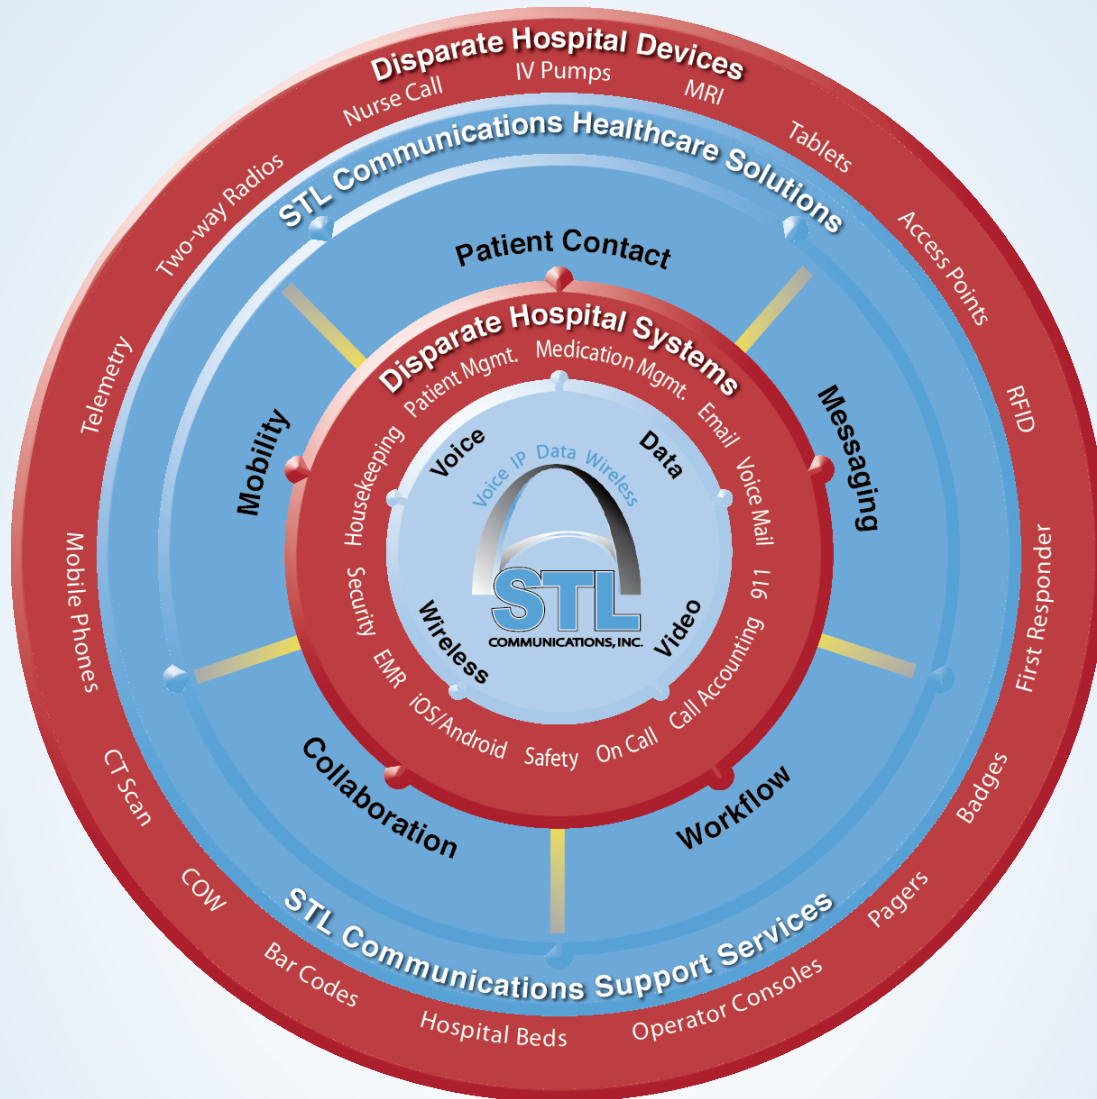 Disparate Hospital Devices
Nurse Call
IV Pumps
MRI
Tablets
Access Points
RFID
First Responder
Badges
Pagers
Operator Consoles
Hospital Beds
Bar Codes
COW
CT Scan
Mobile Phones
Telemetry
Two-way Radios
STL Communications Healthcare Solutions
Patient Contact
Messaging
Workflow
Collaboration
Mobility
STL Communications Support Services
Disparate Hospital Systems
Patient Mgmt.
Medication Mgmt.
Email
Voice Mail
911
Call Accounting
On Call
Safety
iOS/Android
EMR
Security
Housekeeping
Voice
Data
Video
Wireless
Voice IP Data Wireless
STL
COMMUNICATIONS, INC.